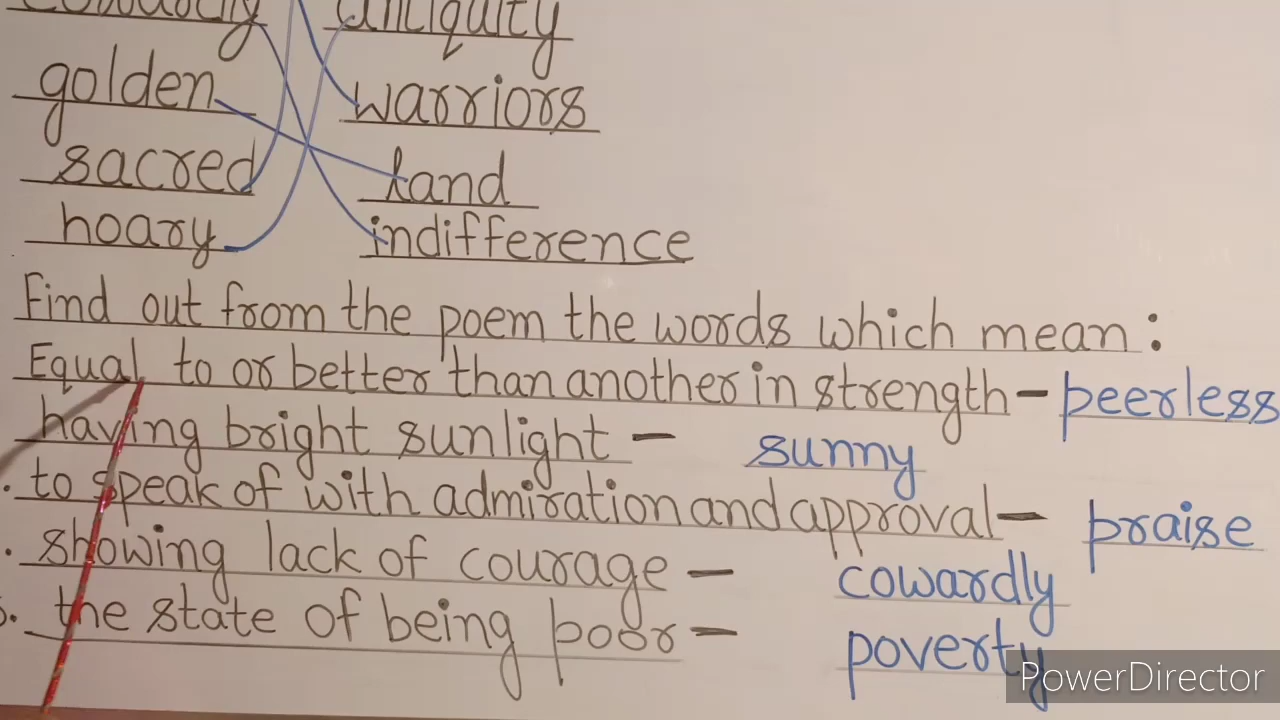 cowardly antiquity
golden warriors
sacred land
hoary indifference
Find out from the poem the words which mean :
Equal to or better than another in strength - peerless
having bright sunlight - sunny
. to speak of with admiration and approval - praise
. showing lack of courage - cowardly
. the state of being poor - poverty
PowerDirector